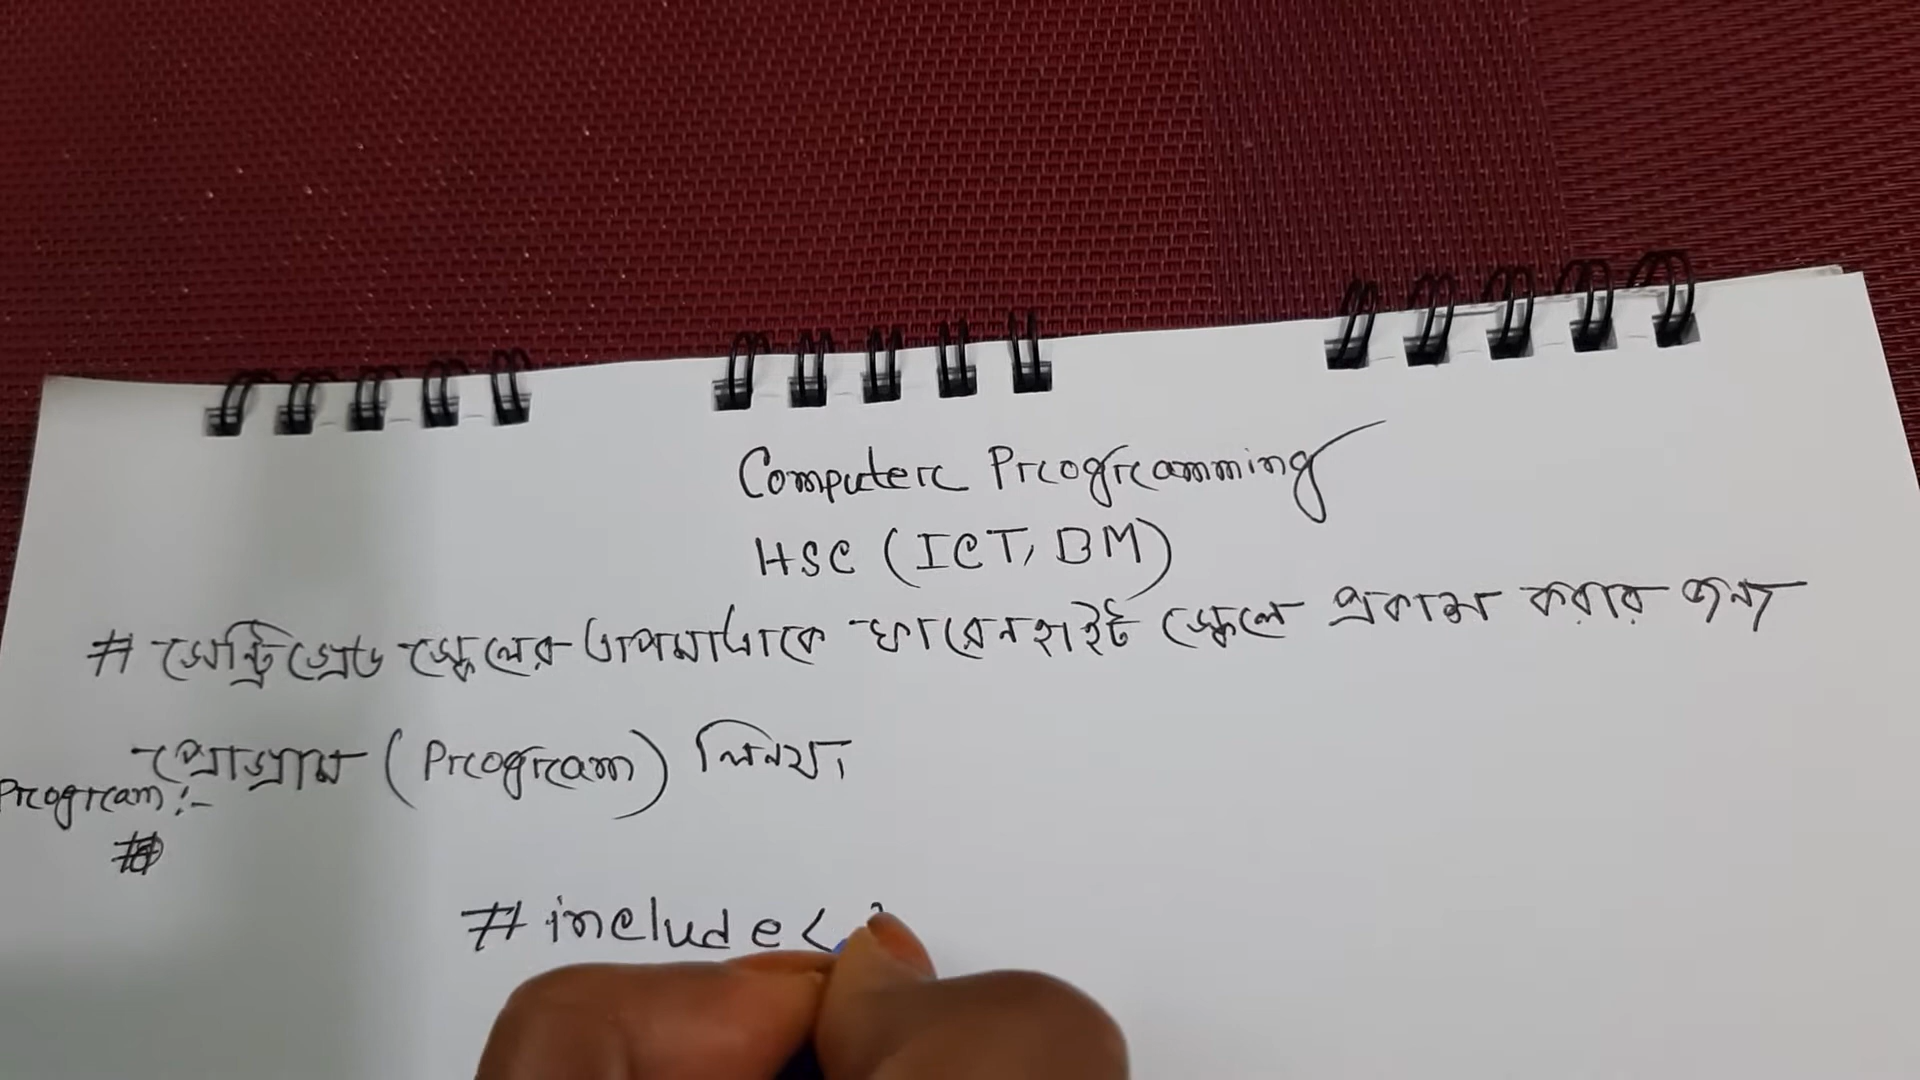 Computer Programming
HSC (ICT, BM)
# সেন্ট্রিগ্রেড স্কেলের তাপমাত্রাকে ফারেনহাইট স্কেলে প্রকাশ করার জন্য
প্রোগ্রাম (Program) লিখ।
Program :-
#include <